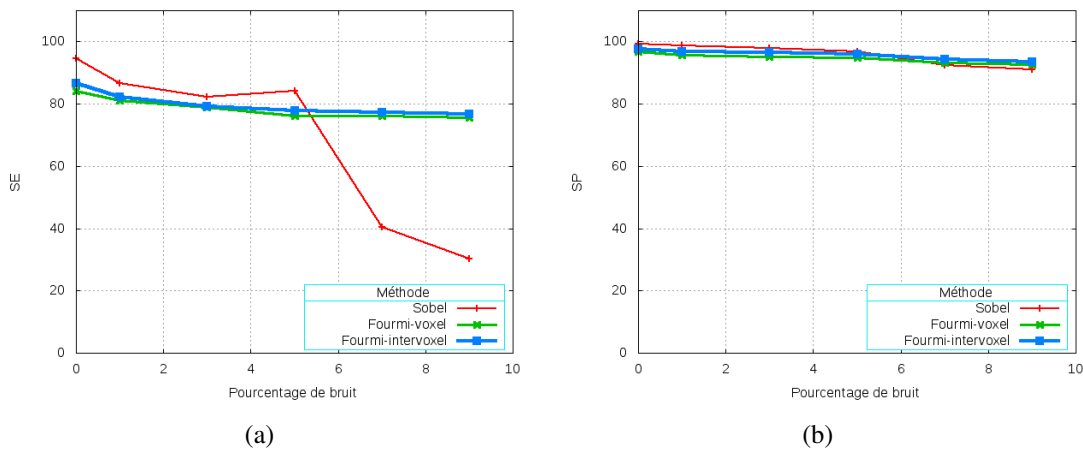 100
80
60
40
20
0
SE
0 2 4 6 8 10
Pourcentage de bruit
Méthode
Sobel
Fourmi-voxel
Fourmi-intervoxel
(a)
100
80
60
40
20
0
SP
0 2 4 6 8 10
Pourcentage de bruit
Méthode
Sobel
Fourmi-voxel
Fourmi-intervoxel
(b)